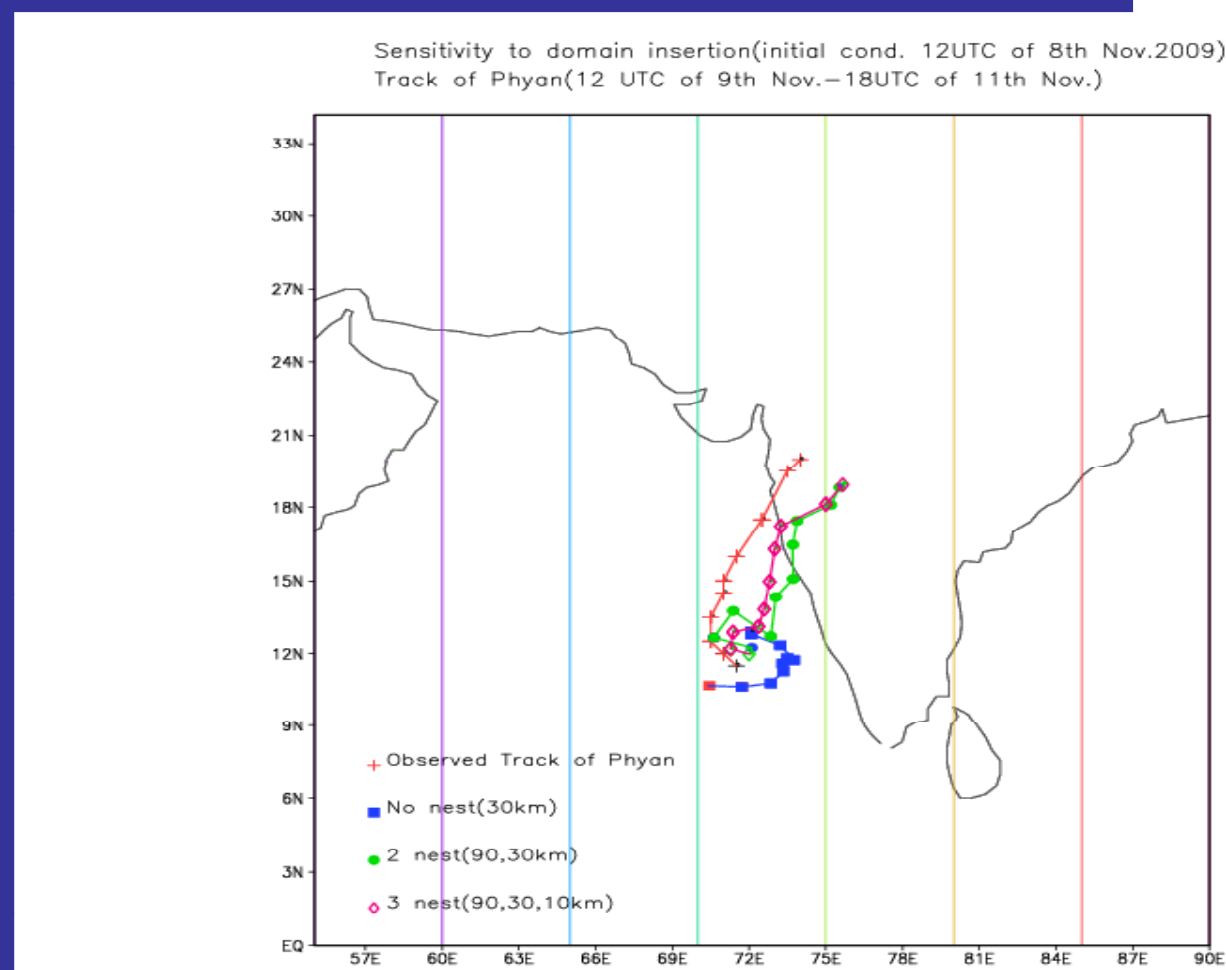 Sensitivity to domain insertion(initial cond. 12UTC of 8th Nov.2009)
Track of Phyan(12 UTC of 9th Nov.–18UTC of 11th Nov.)
33N
30N
27N
24N
21N
18N
15N
12N
9N
6N
3N
EQ
Observed Track of Phyan
No nest(30km)
2 nest(90,30km)
3 nest(90,30,10km)
57E 60E 63E 66E 69E 72E 75E 78E 81E 84E 87E 90E